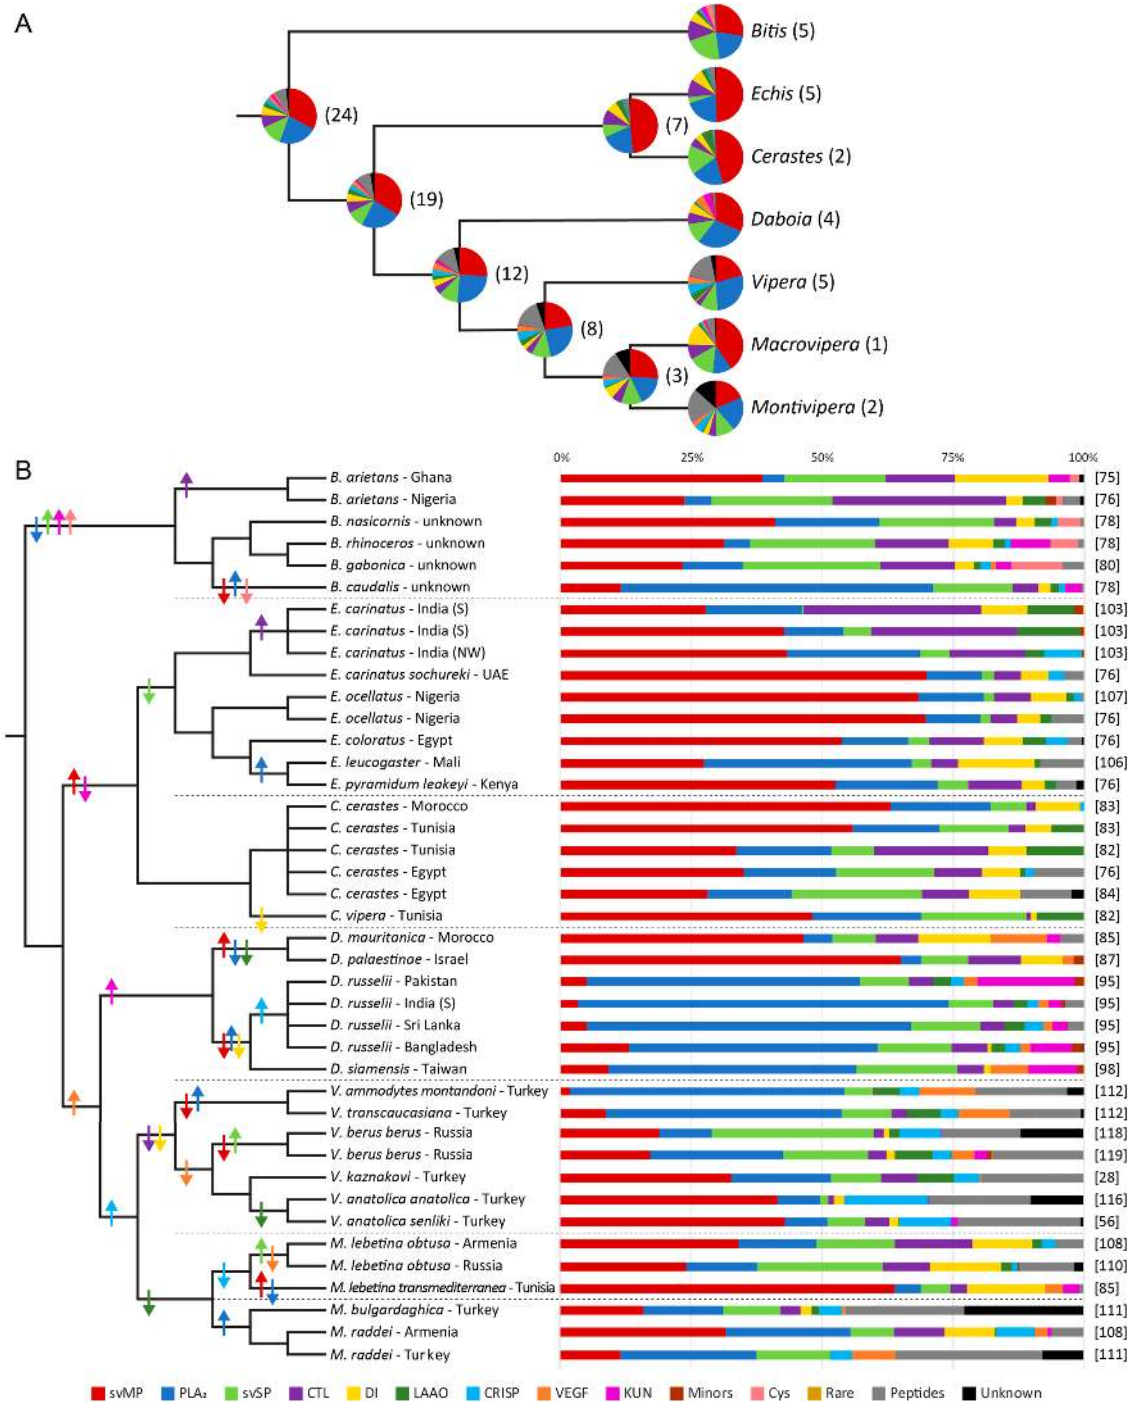 A
Bitis (5)
Echis (5)
(24)
(7)
Cerastes (2)
(19)
Daboia (4)
(12)
Vipera (5)
(8)
Macrovipera (1)
(3)
Montivipera (2)
B
0% 25% 50% 75% 100%
B. arietans - Ghana [75]
B. arietans - Nigeria [76]
B. nasicornis - unknown [78]
B. rhinoceros - unknown [78]
B. gabonica - unknown [80]
B. caudalis - unknown [78]
E. carinatus - India (S) [103]
E. carinatus - India (S) [103]
E. carinatus - India (NW) [103]
E. carinatus sochureki - UAE [76]
E. ocellatus - Nigeria [107]
E. ocellatus - Nigeria [76]
E. coloratus - Egypt [76]
E. leucogaster - Mali [106]
E. pyramidum leakeyi - Kenya [76]
C. cerastes - Morocco [83]
C. cerastes - Tunisia [83]
C. cerastes - Tunisia [82]
C. cerastes - Egypt [76]
C. cerastes - Egypt [84]
C. vipera - Tunisia [82]
D. mauritanica - Morocco [85]
D. palaestinae - Israel [87]
D. russelii - Pakistan [95]
D. russelii - India (S) [95]
D. russelii - Sri Lanka [95]
D. russelii - Bangladesh [95]
D. siamensis - Taiwan [98]
V. ammodytes montandoni - Turkey [112]
V. transcaucasiana - Turkey [112]
V. berus berus - Russia [118]
V. berus berus - Russia [119]
V. kaznakovi - Turkey [28]
V. anatolica anatolica - Turkey [116]
V. anatolica senliki - Turkey [56]
M. lebetina obtusa - Armenia [108]
M. lebetina obtusa - Russia [110]
M. lebetina transmediterranea - Tunisia [85]
M. bulgardaghica - Turkey [111]
M. raddei - Armenia [108]
M. raddei - Turkey [111]
svMP PLA₂ svSP CTL DI LAAO CRISP VEGF KUN Minors Cys Rare Peptides Unknown